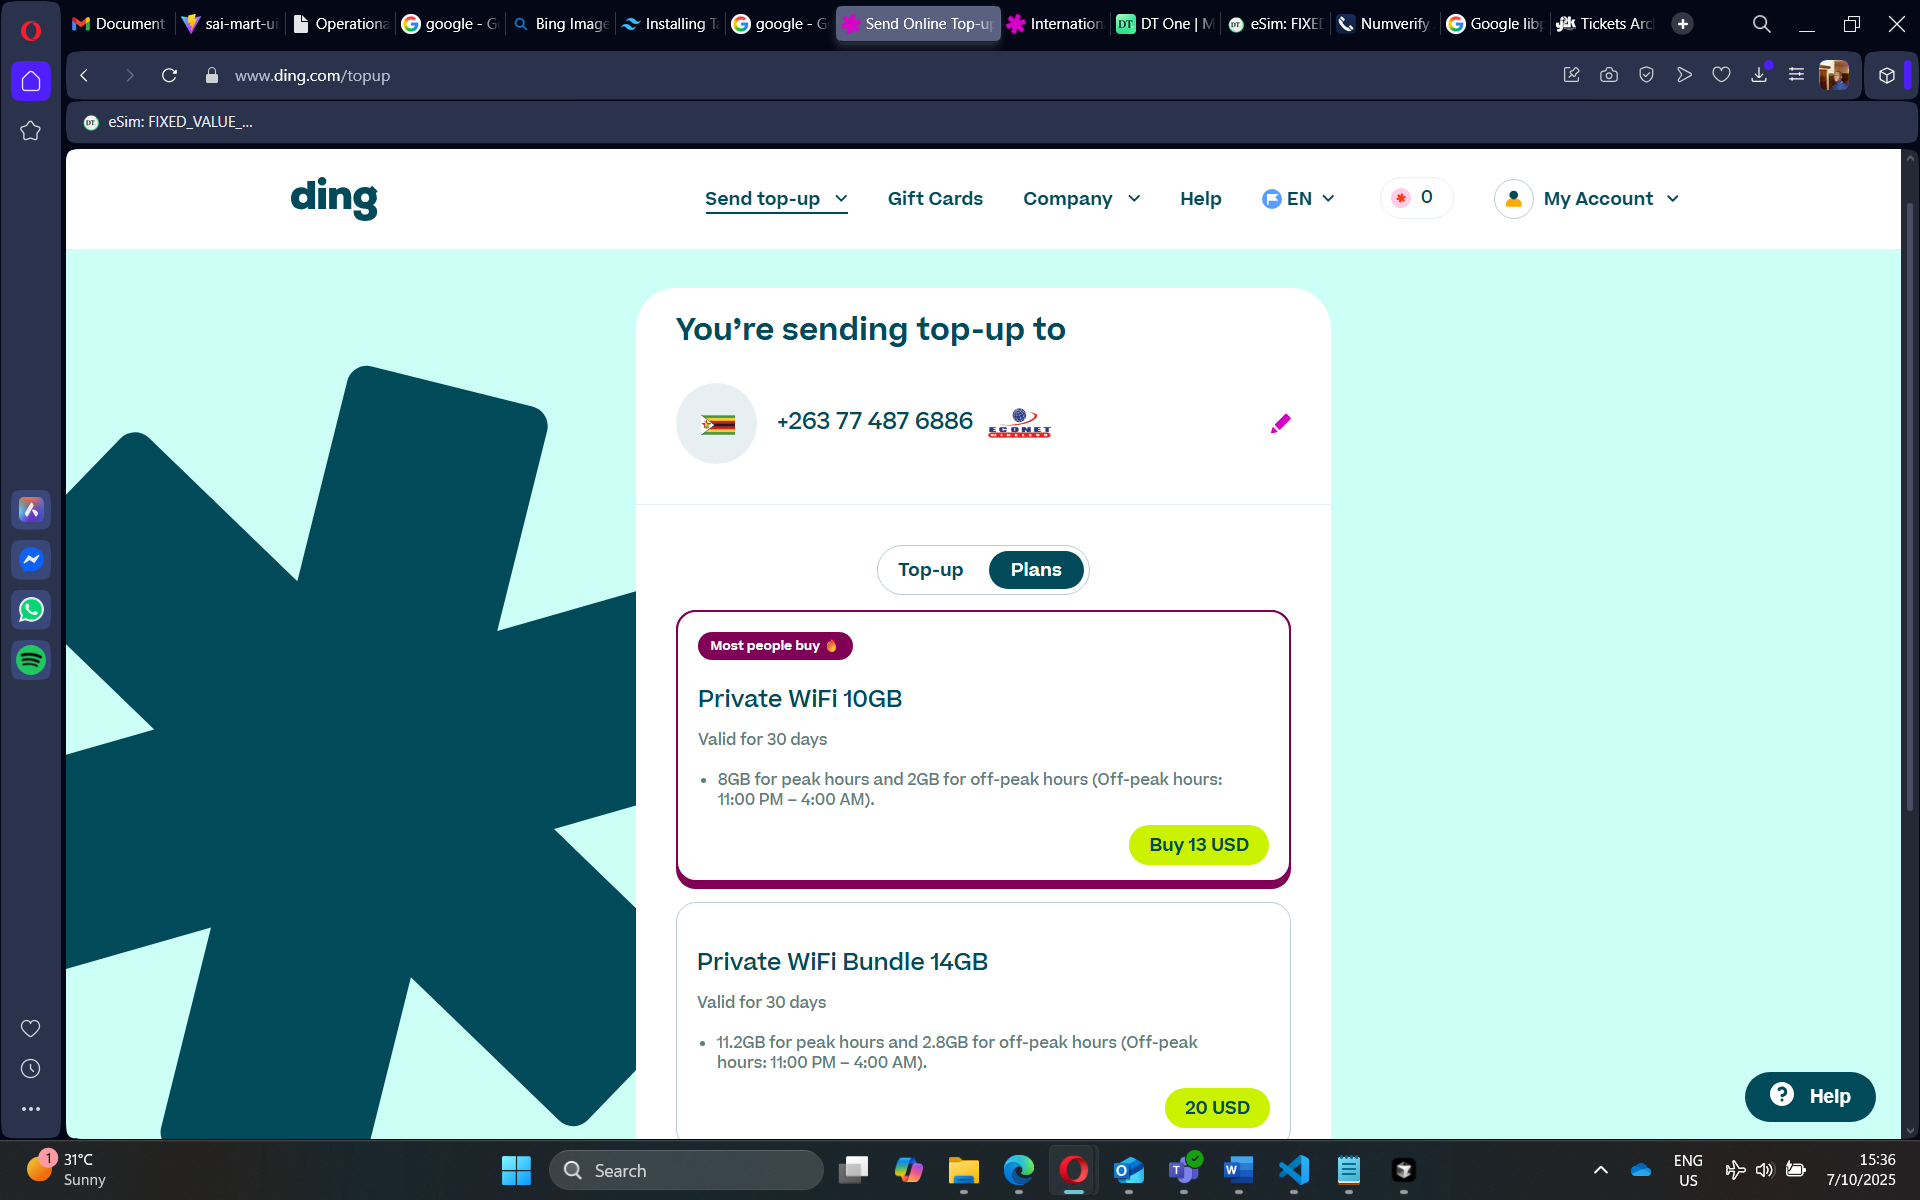 Document
sai-mart-ui
Operationa
google - G
Bing Image
Installing Ta
google - G
Send Online Top-up
Internation
DT One | M
eSim: FIXED
Numverify
Google libp
Tickets Arc
www.ding.com/topup
eSim: FIXED_VALUE_...
ding
Send top-up
Gift Cards
Company
Help
EN
0
My Account
You're sending top-up to
+263 77 487 6886
ECONET
WIRELESS
Top-up
Plans
Most people buy
Private WiFi 10GB
Valid for 30 days
• 8GB for peak hours and 2GB for off-peak hours (Off-peak hours:
11:00 PM – 4:00 AM).
Buy 13 USD
Private WiFi Bundle 14GB
Valid for 30 days
• 11.2GB for peak hours and 2.8GB for off-peak hours (Off-peak
hours: 11:00 PM – 4:00 AM).
20 USD
Help
1
31°C
Sunny
Search
ENG
US
15:36
7/10/2025